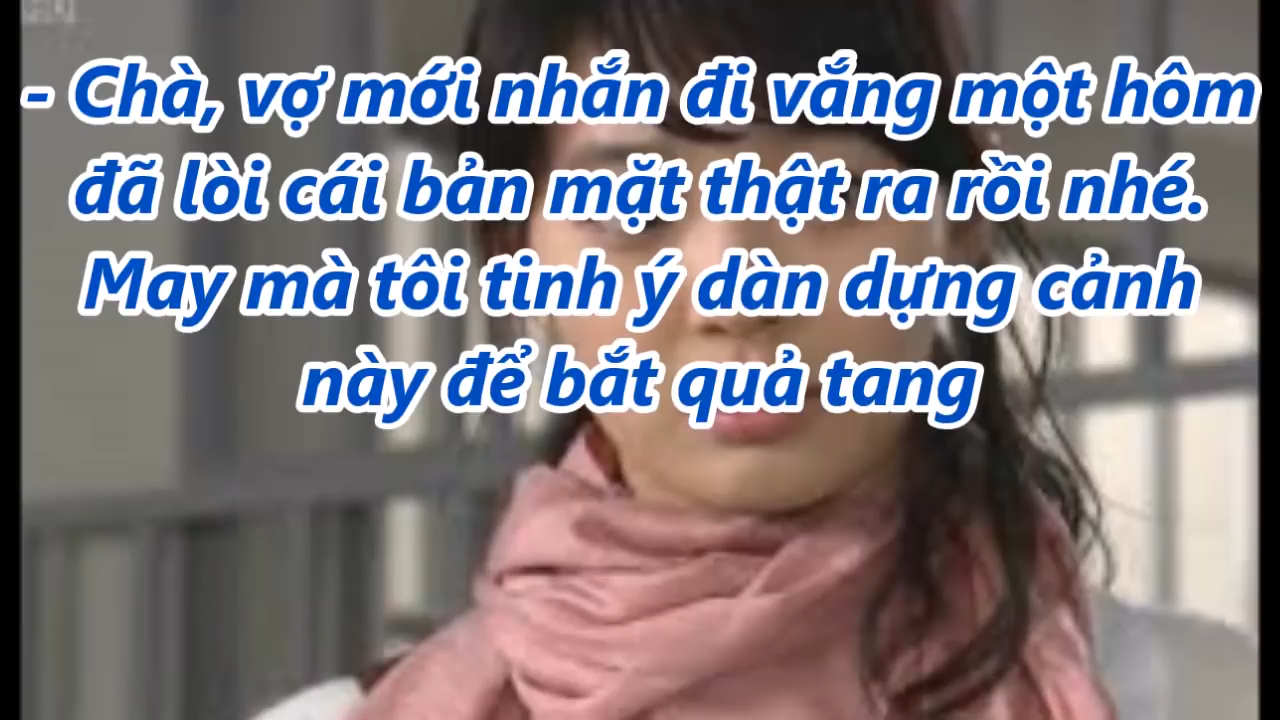 - Chà, vợ mới nhắn đi vắng một hôm
đã lòi cái bản mặt thật ra rồi nhé.
May mà tôi tinh ý dàn dựng cảnh
này để bắt quả tang